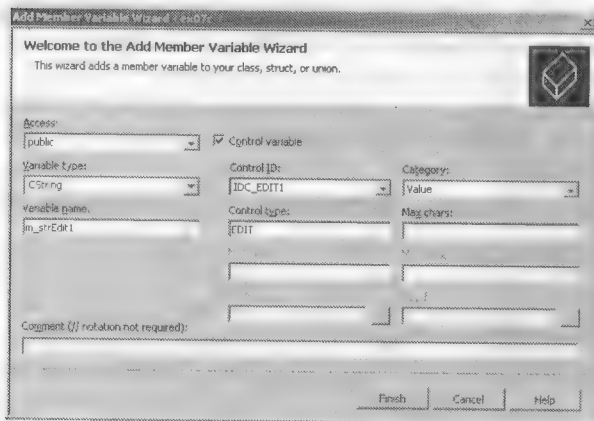 Add Member Variable Wizard - ex07c
Welcome to the Add Member Variable Wizard
This wizard adds a member variable to your class, struct, or union.
Access:
public
Control variable
Variable type:
CString
Control ID:
IDC_EDIT1
Category:
Value
Variable name:
m_strEdit1
Control type:
EDIT
Max chars:
Comment (// notation not required):
Finish
Cancel
Help